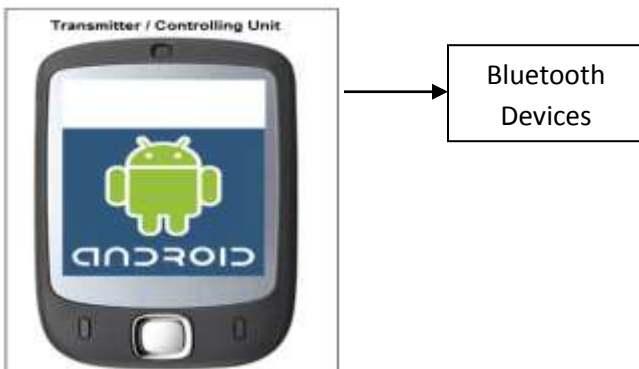 Transmitter / Controlling Unit
Bluetooth
Devices
ANDROID